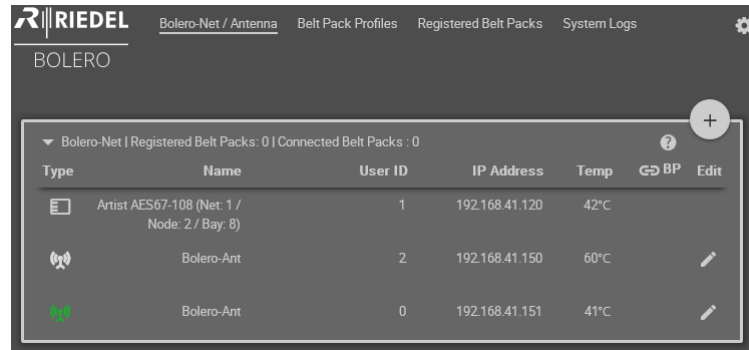 RIEDEL Bolero-Net / Antenna Belt Pack Profiles Registered Belt Packs System Logs
BOLERO
Bolero-Net | Registered Belt Packs: 0 | Connected Belt Packs : 0
Type Name User ID IP Address Temp BP Edit
Artist AES67-108 (Net: 1 / 1 192.168.41.120 42°C
Node: 2 / Bay: 8)
Bolero-Ant 2 192.168.41.150 60°C
Bolero-Ant 0 192.168.41.151 41°C